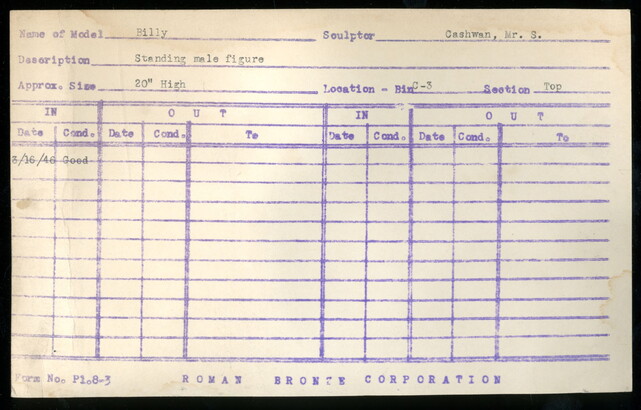 Name of Model Billy Sculptor Cashwan, Mr. S.
Description Standing male figure
Approx. Size 20" High Location - Bin C-3 Section Top
IN OUT IN OUT
Date Cond. Date Cond. To Date Cond. Date Cond. To
3/16/46 Good
Form No. P1.8-3 ROMAN BRONZE CORPORATION